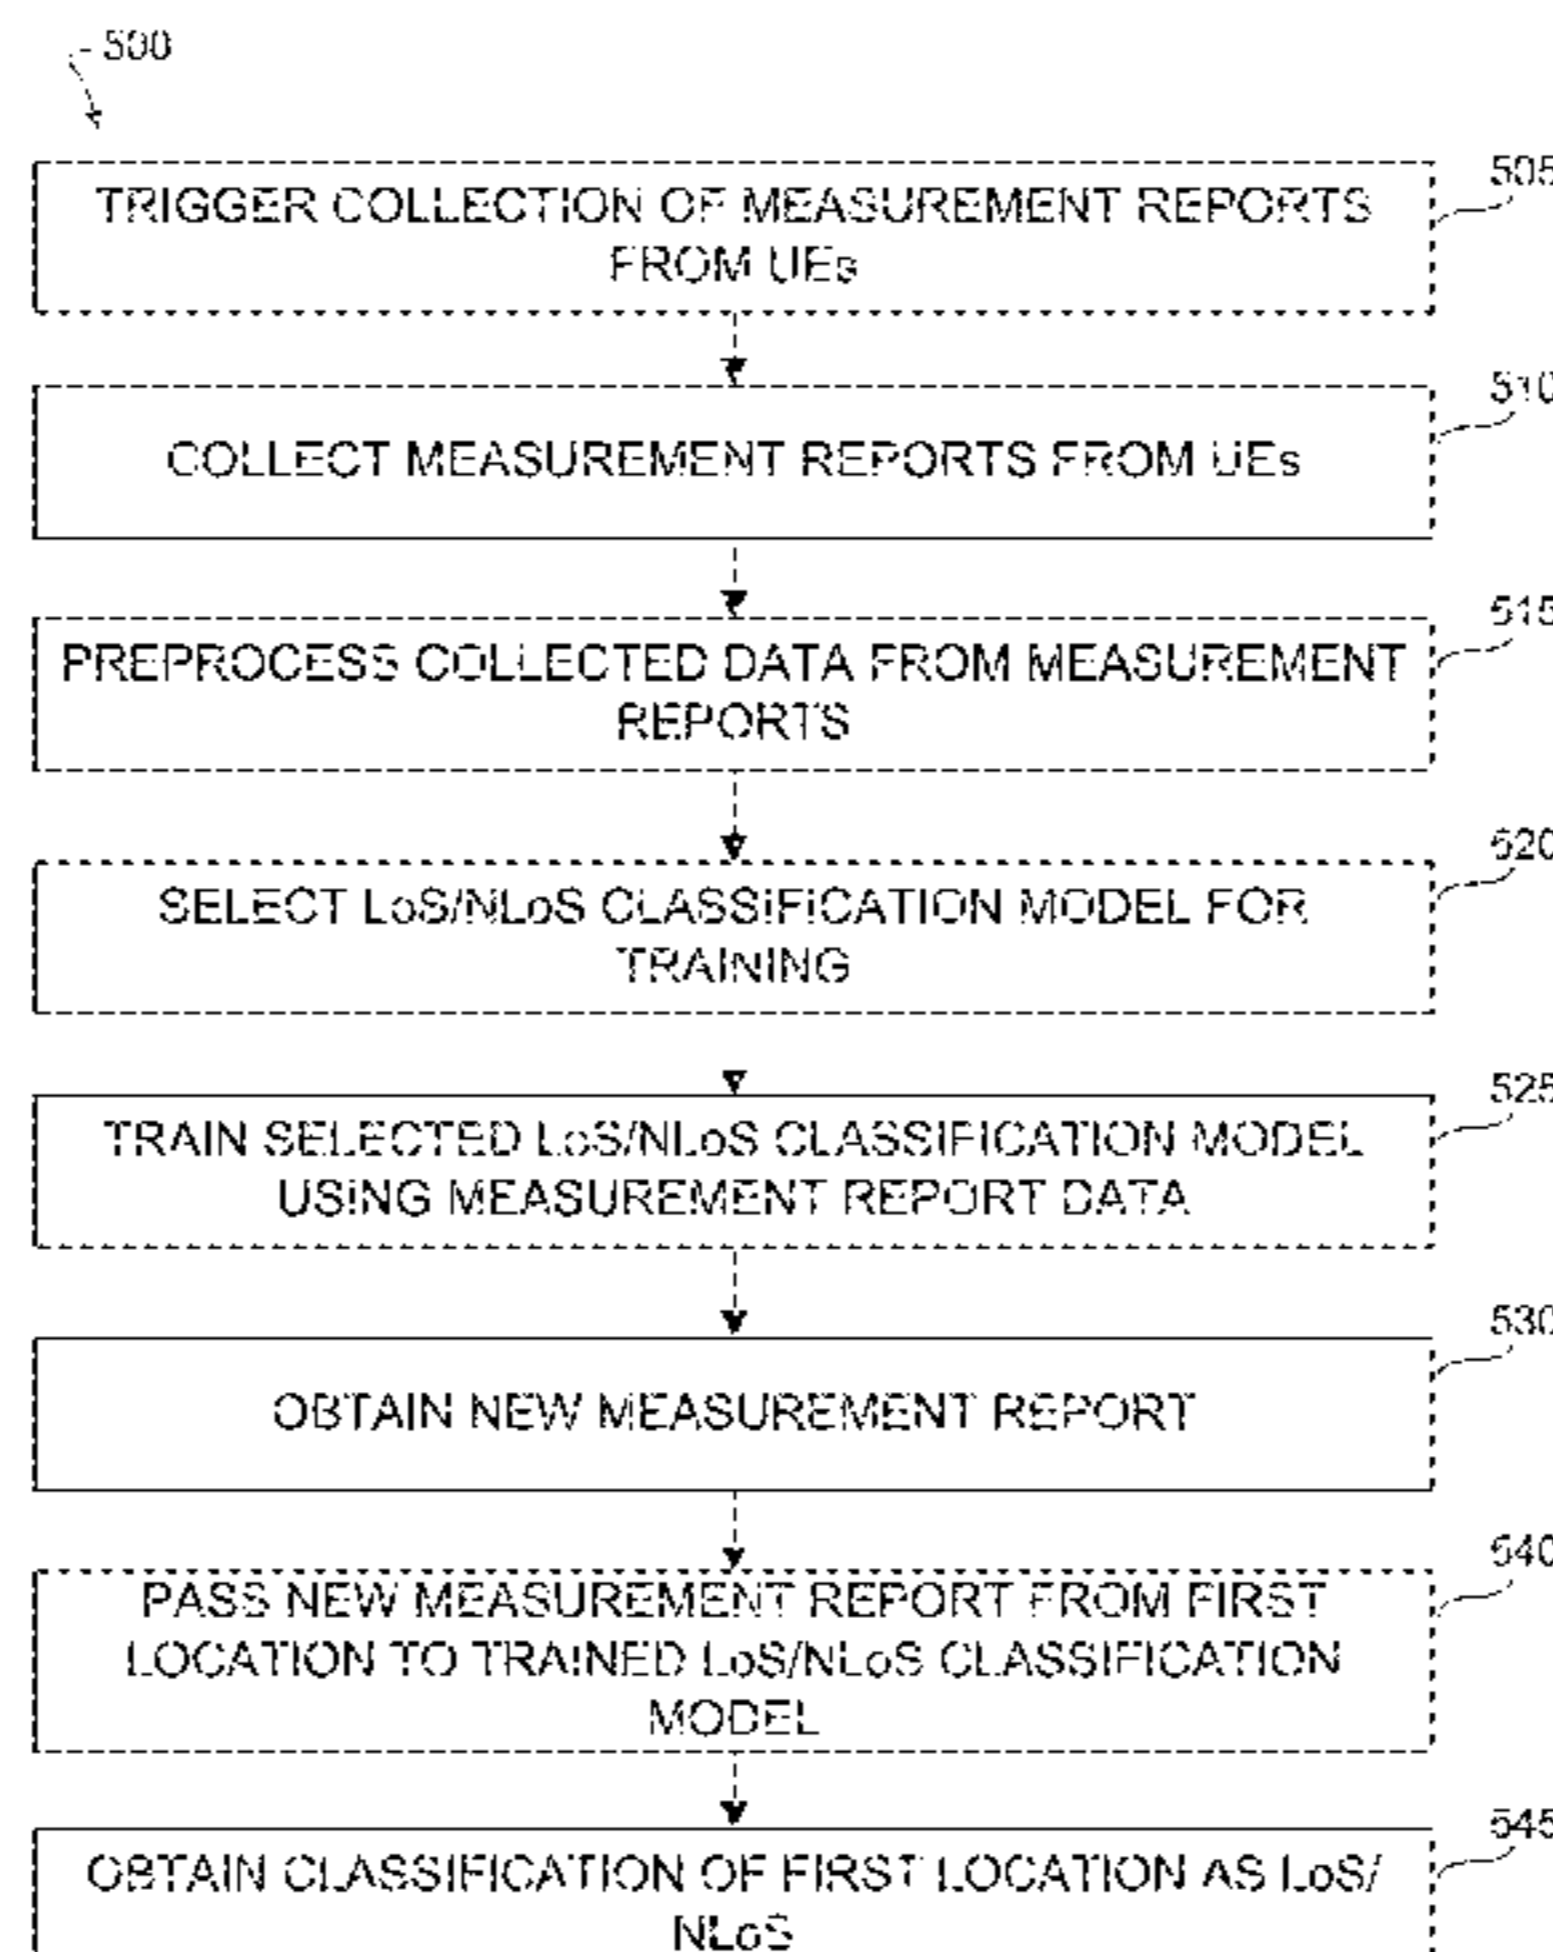 500
505
TRIGGER COLLECTION OF MEASUREMENT REPORTS
FROM UEs
510
COLLECT MEASUREMENT REPORTS FROM UEs
515
PREPROCESS COLLECTED DATA FROM MEASUREMENT
REPORTS
520
SELECT LoS/NLoS CLASSIFICATION MODEL FOR
TRAINING
525
TRAIN SELECTED LoS/NLoS CLASSIFICATION MODEL
USING MEASUREMENT REPORT DATA
530
OBTAIN NEW MEASUREMENT REPORT
540
PASS NEW MEASUREMENT REPORT FROM FIRST
LOCATION TO TRAINED LoS/NLoS CLASSIFICATION
MODEL
545
OBTAIN CLASSIFICATION OF FIRST LOCATION AS LoS/
NLoS